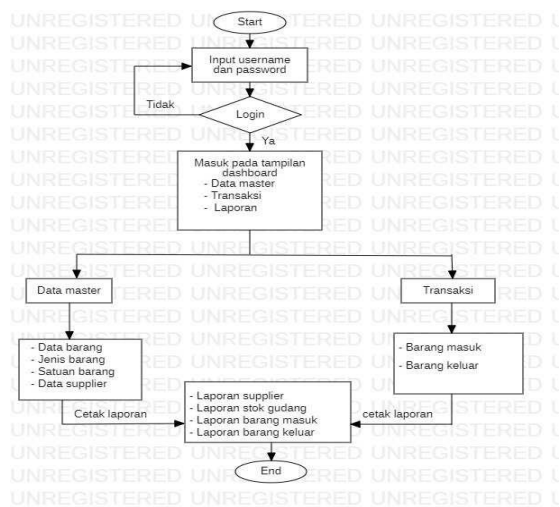 Start
Input username
dan password
Tidak
Login
Ya
Masuk pada tampilan
dashboard
- Data master
- Transaksi
- Laporan
Data master
Transaksi
- Data barang
- Jenis barang
- Satuan barang
- Data supplier
- Barang masuk
- Barang keluar
Cetak laporan
- Laporan supplier
- Laporan stok gudang
- Laporan barang masuk
- Laporan barang keluar
cetak laporan
End
UNREGISTERED